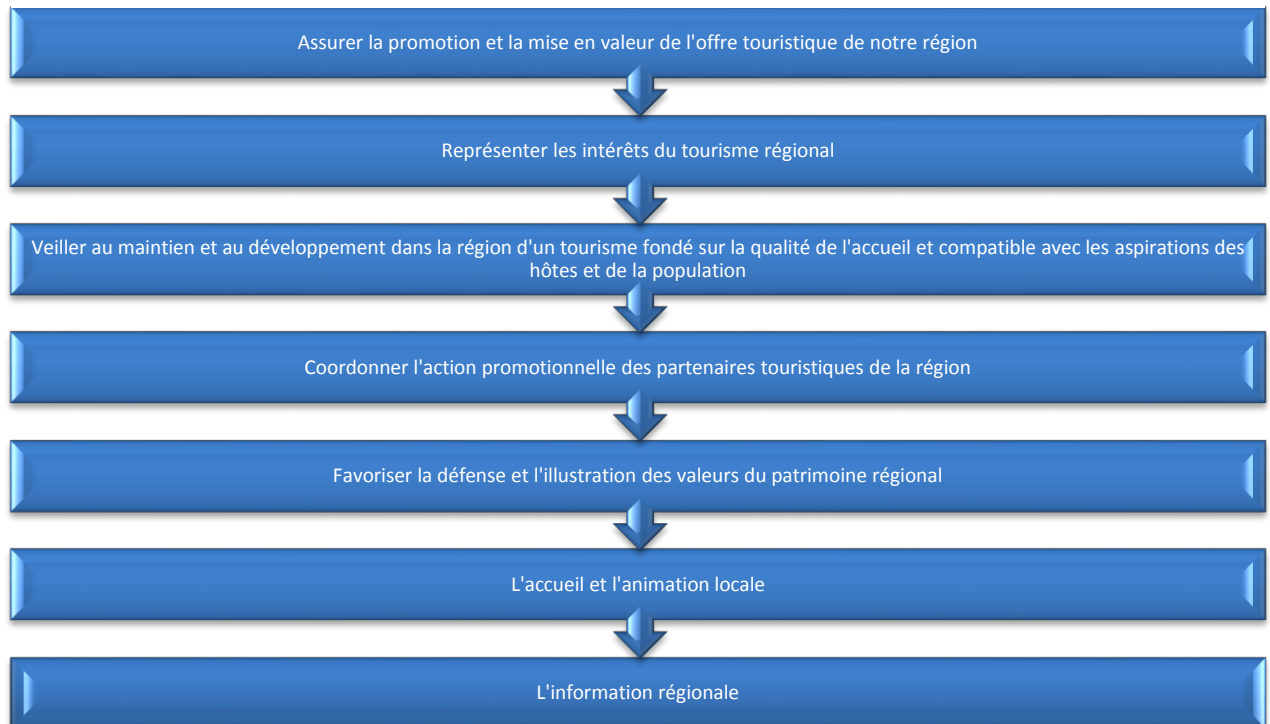 Assurer la promotion et la mise en valeur de l'offre touristique de notre région
Représenter les intérêts du tourisme régional
Veiller au maintien et au développement dans la région d'un tourisme fondé sur la qualité de l'accueil et compatible avec les aspirations des
hôtes et de la population
Coordonner l'action promotionnelle des partenaires touristiques de la région
Favoriser la défense et l'illustration des valeurs du patrimoine régional
L'accueil et l'animation locale
L'information régionale